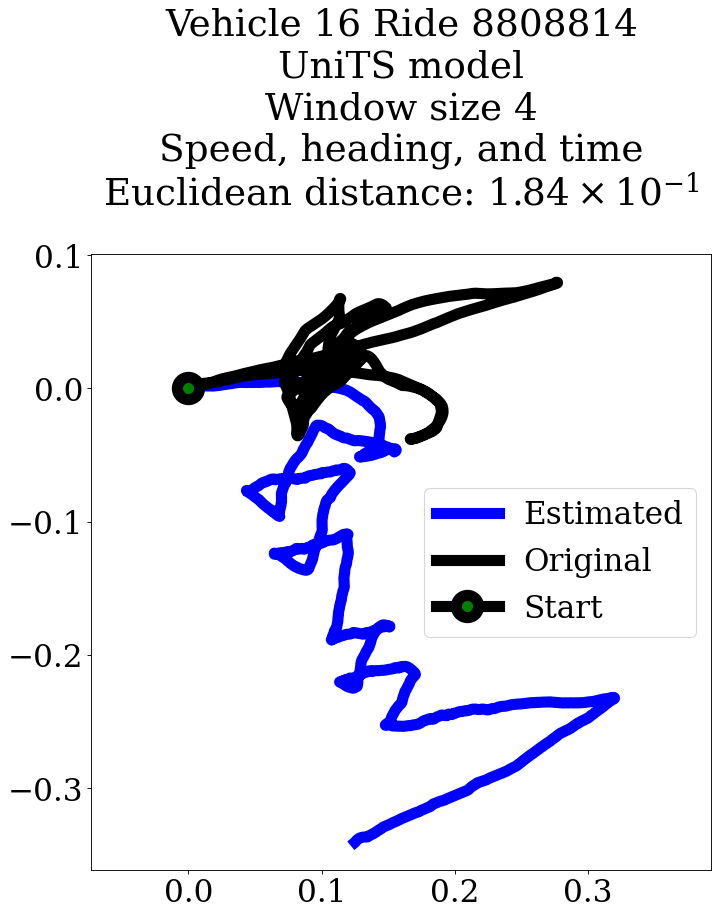 Vehicle 16 Ride 8808814
UniTS model
Window size 4
Speed, heading, and time
Euclidean distance: 1.84 × 10⁻¹
0.1
0.0
−0.1
−0.2
−0.3
Estimated
Original
Start
0.0 0.1 0.2 0.3